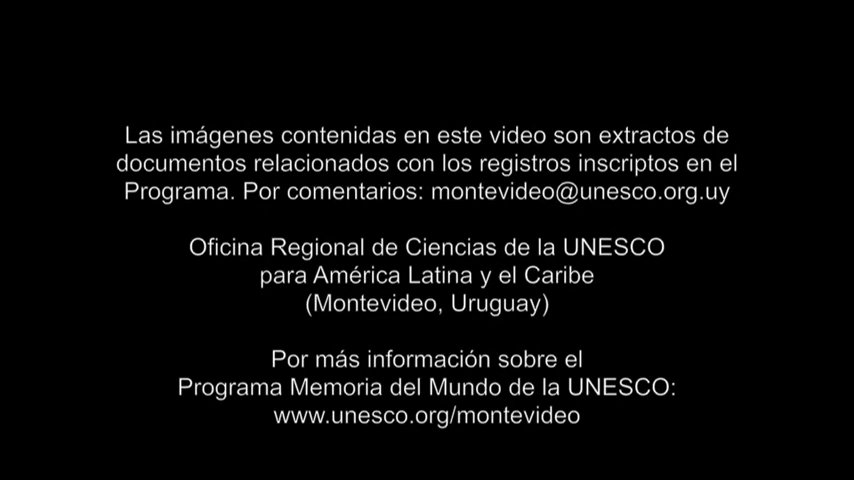 Las imágenes contenidas en este video son extractos de
documentos relacionados con los registros inscriptos en el
Programa. Por comentarios: montevideo@unesco.org.uy
Oficina Regional de Ciencias de la UNESCO
para América Latina y el Caribe
(Montevideo, Uruguay)
Por más información sobre el
Programa Memoria del Mundo de la UNESCO:
www.unesco.org/montevideo